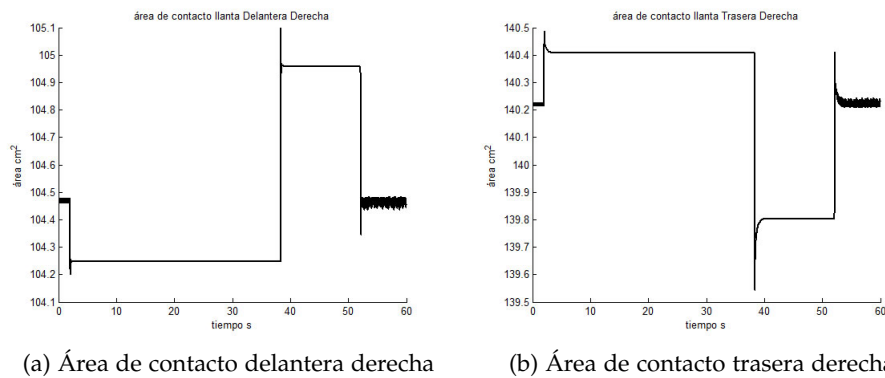 área de contacto llanta Delantera Derecha
105.1
105
104.9
104.8
104.7
104.6
104.5
104.4
104.3
104.2
104.1
área cm2
0 10 20 30 40 50 60
tiempo s
(a) Área de contacto delantera derecha
área de contacto llanta Trasera Derecha
140.5
140.4
140.3
140.2
140.1
140
139.9
139.8
139.7
139.6
139.5
área cm2
0 10 20 30 40 50 60
tiempo s
(b) Área de contacto trasera derecha